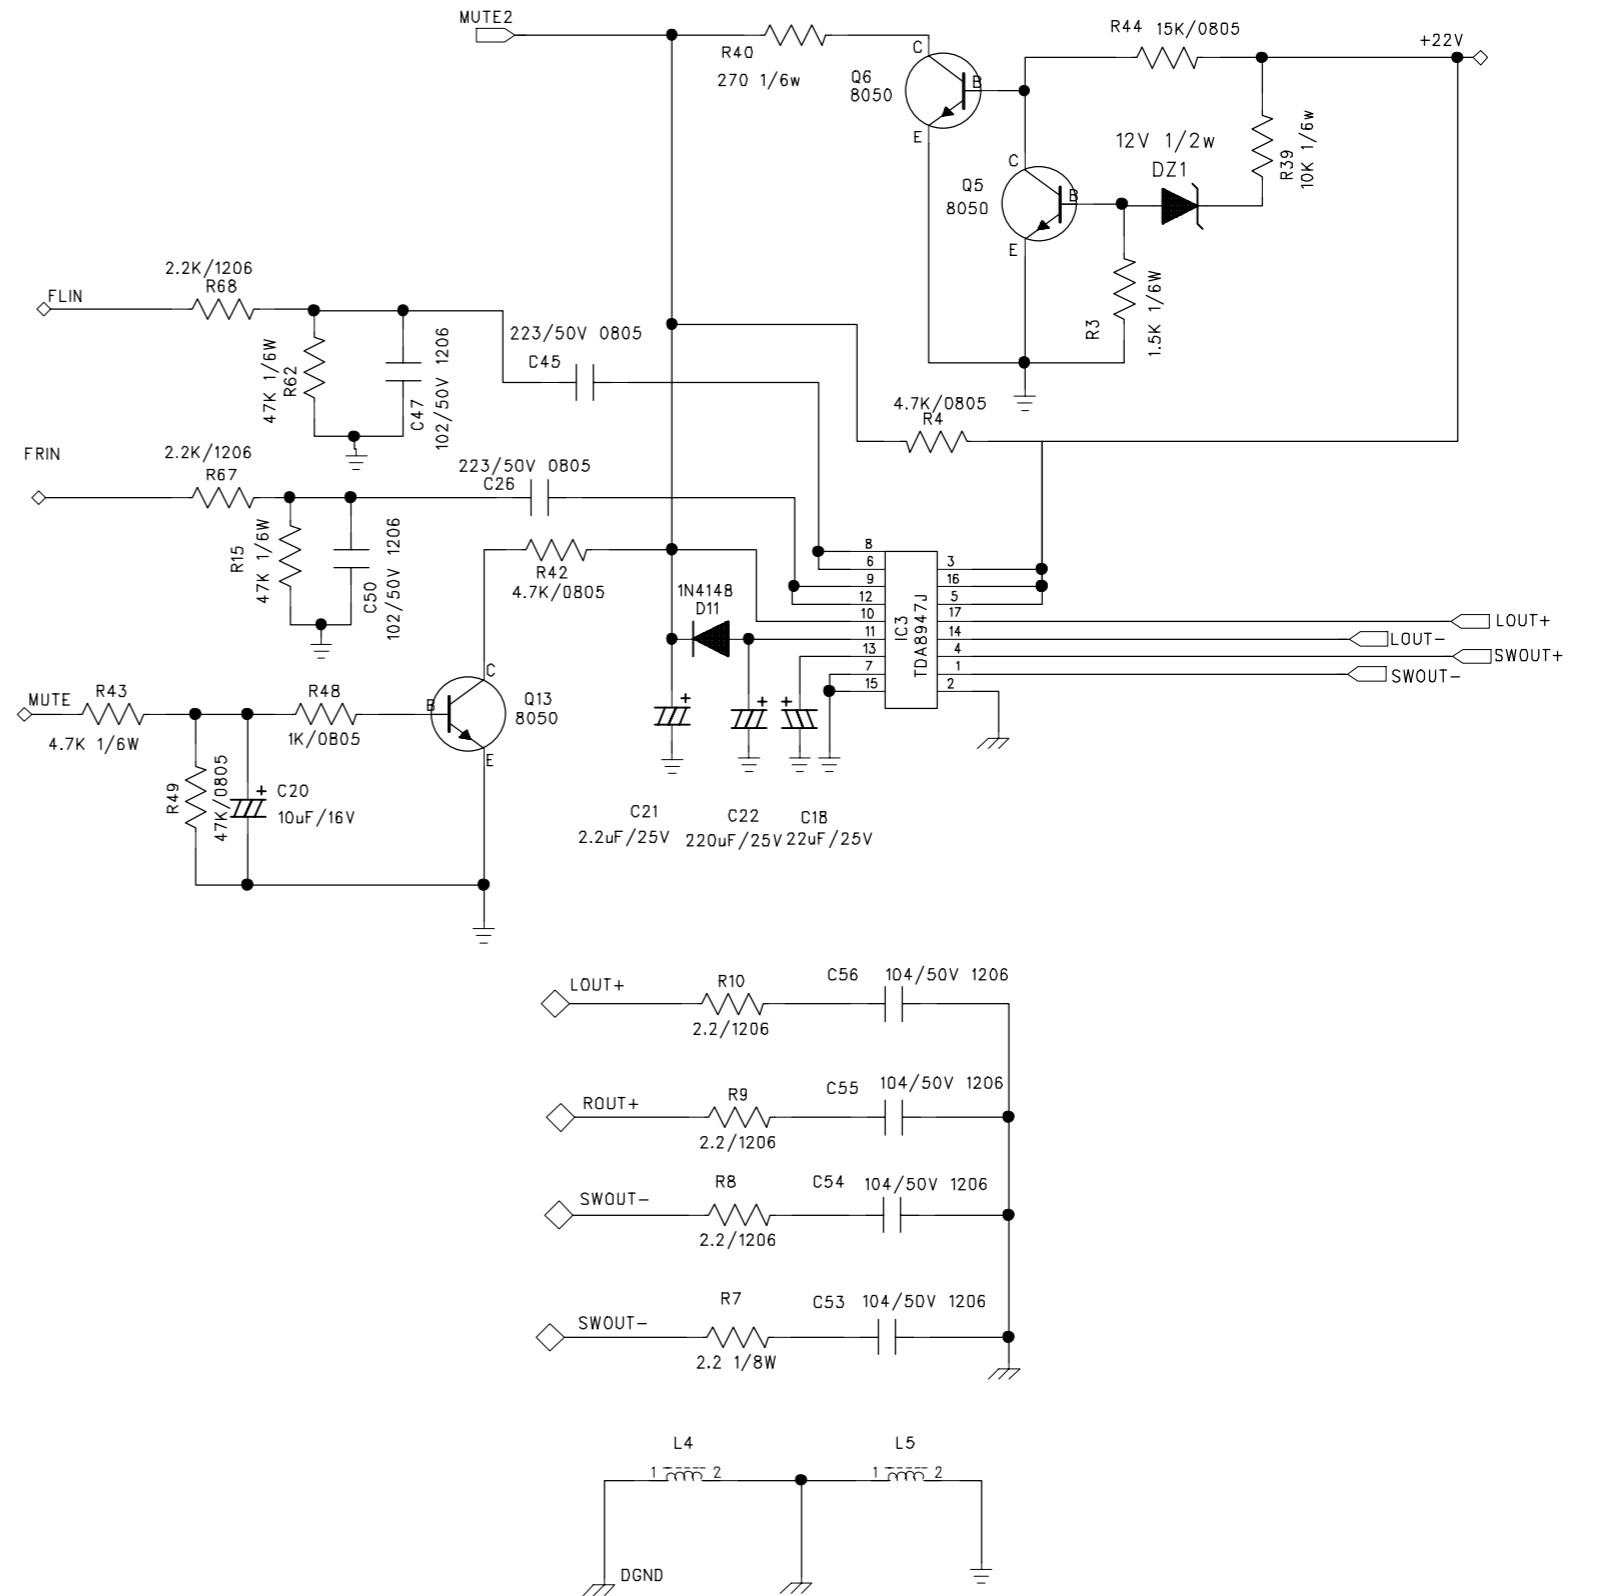 MUTE2
R40
270 1/6w
C
Q6
8050
B
E
R44 15K/0805
+22V
12V 1/2w
DZ1
R39
10K 1/6w
C
Q5
8050
B
E
R3
1.5K 1/6W
2.2K/1206
R68
FLIN
47K 1/6W
R62
C47
102/50V 1206
223/50V 0805
C45
4.7K/0805
R4
FRIN
2.2K/1206
R67
223/50V 0805
C26
R15
47K 1/6W
C50
102/50V 1206
R42
4.7K/0805
1N4148
D11
8
6
9
12
10
11
13
7
15
IC3
TDA8947J
3
16
5
17
14
4
1
2
LOUT+
LOUT-
SWOUT+
SWOUT-
MUTE
R43
4.7K 1/6W
R48
1K/0805
B
C
Q13
8050
E
R49
47K/0805
+
C20
10uF/16V
+
+
+
C21
2.2uF/25V
C22
220uF/25V
C18
22uF/25V
LOUT+
R10
2.2/1206
C56 104/50V 1206
ROUT+
R9
2.2/1206
C55 104/50V 1206
SWOUT-
R8
2.2/1206
C54 104/50V 1206
SWOUT-
R7
2.2 1/8W
C53 104/50V 1206
L4
1 2
L5
1 2
DGND